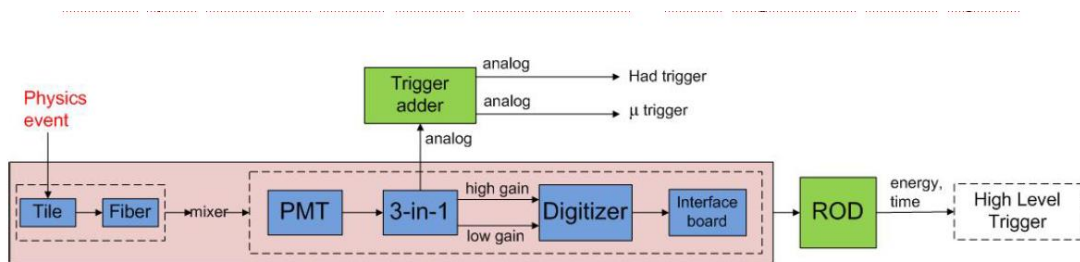 Physics
event
Trigger
adder
analog
Had trigger
analog
μ trigger
analog
Tile
Fiber
mixer
PMT
3-in-1
high gain
low gain
Digitizer
Interface
board
ROD
energy,
time
High Level
Trigger